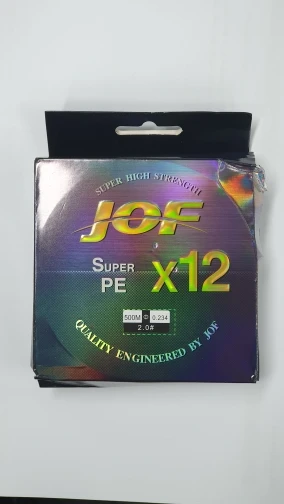 SUPER HIGH STRENGTH
JOF
SUPER
PE
x12
500M 0.234
2.0#
QUALITY ENGINEERED BY JOF